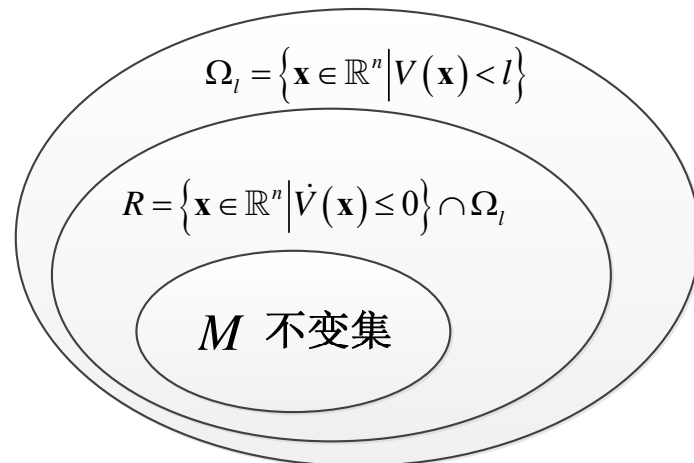 Ω_l = {𝐱 ∈ ℝ^n | V(𝐱) < l}
R = {𝐱 ∈ ℝ^n | V̇(𝐱) ≤ 0} ∩ Ω_l
M 不变集